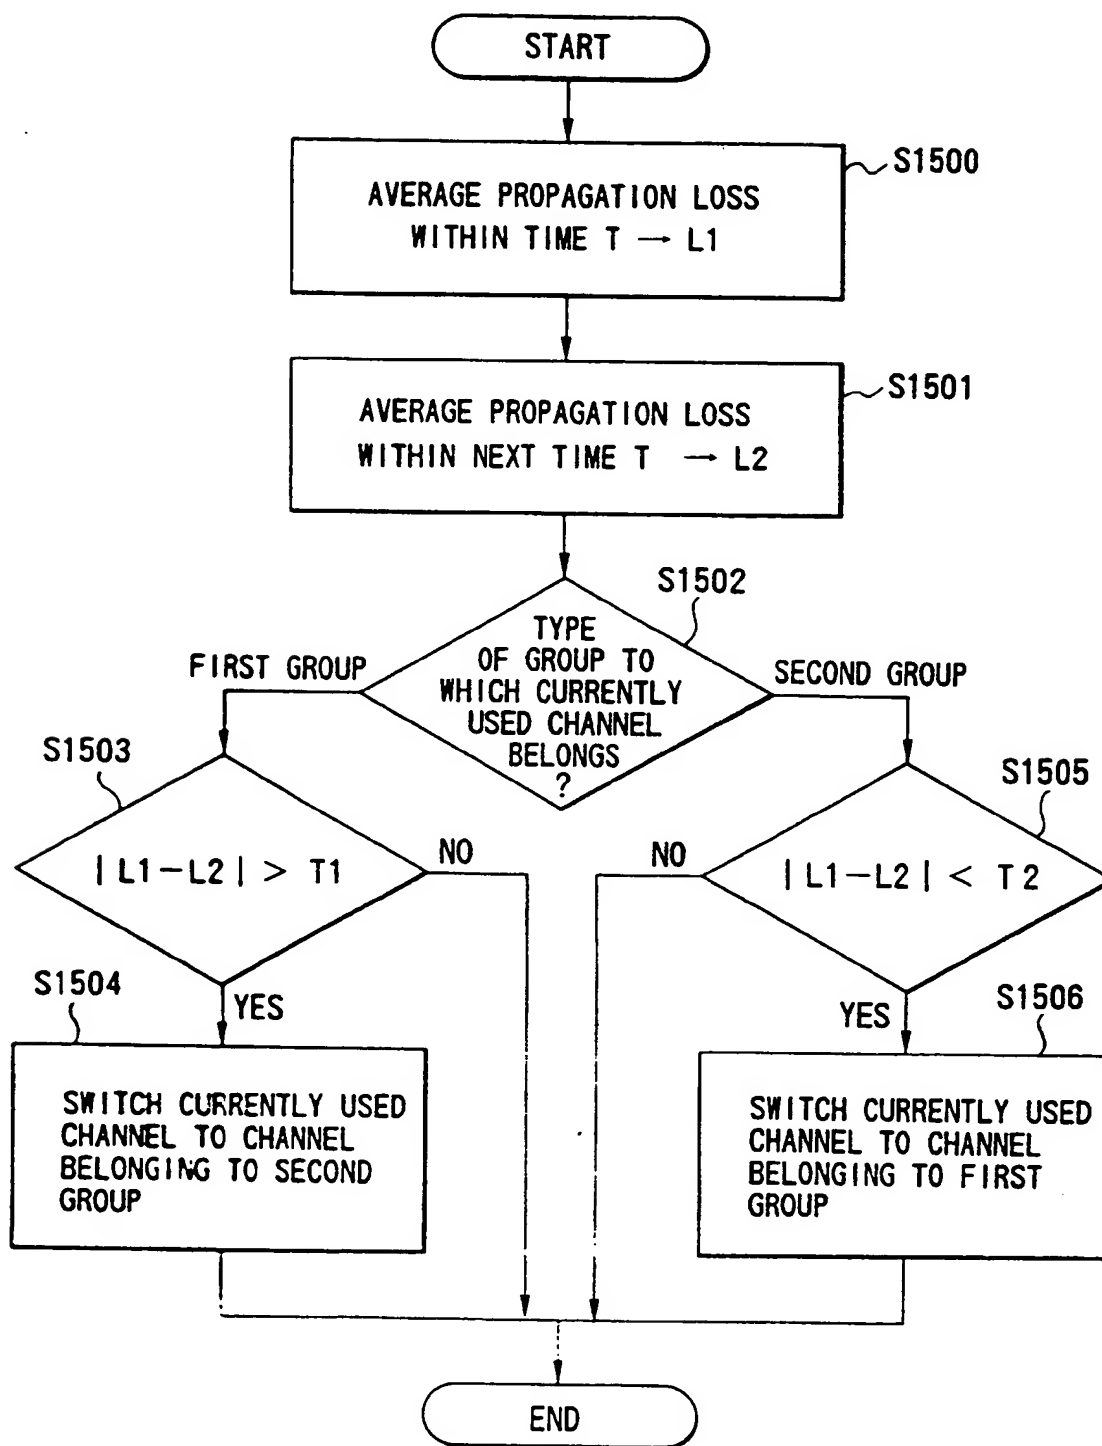 START
S1500
AVERAGE PROPAGATION LOSS
WITHIN TIME T → L1
S1501
AVERAGE PROPAGATION LOSS
WITHIN NEXT TIME T → L2
S1502
TYPE
OF GROUP TO
WHICH CURRENTLY
USED CHANNEL
BELONGS
?
FIRST GROUP
SECOND GROUP
S1503
|L1-L2| > T1
NO
YES
S1505
|L1-L2| < T2
NO
YES
S1504
SWITCH CURRENTLY USED
CHANNEL TO CHANNEL
BELONGING TO SECOND
GROUP
S1506
SWITCH CURRENTLY USED
CHANNEL TO CHANNEL
BELONGING TO FIRST
GROUP
END